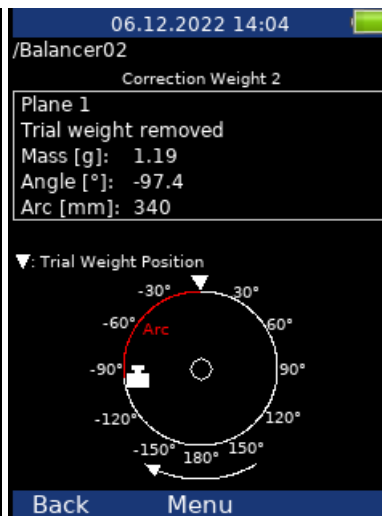 06.12.2022 14:04
/Balancer02
Correction Weight 2
Plane 1
Trial weight removed
Mass [g]: 1.19
Angle [°]: -97.4
Arc [mm]: 340
▼: Trial Weight Position
-30° 30°
-60° Arc 60°
-90° 90°
-120° 120°
-150° 180° 150°
Back Menu